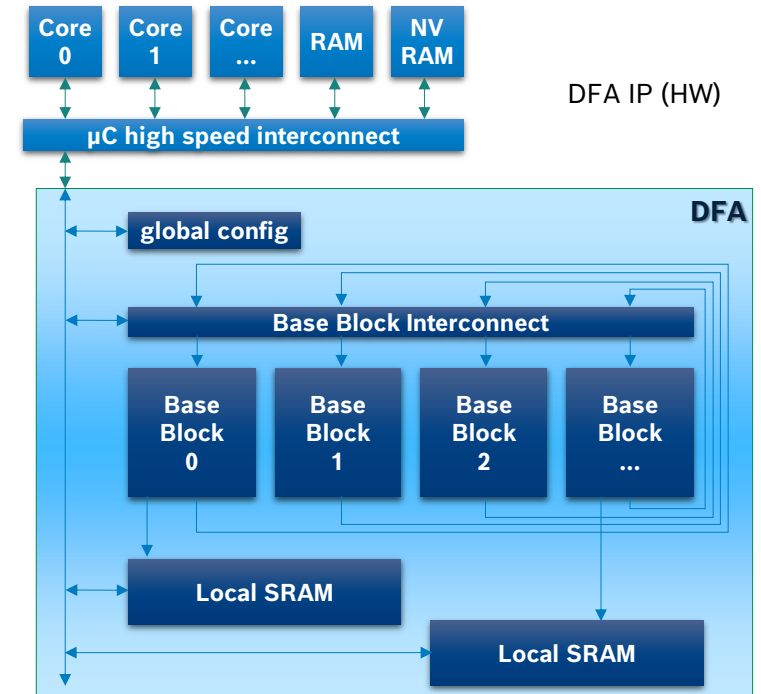 Core
0
Core
1
Core
...
RAM
NV
RAM
DFA IP (HW)
µC high speed interconnect
DFA
global config
Base Block Interconnect
Base
Block
0
Base
Block
1
Base
Block
2
Base
Block
...
Local SRAM
Local SRAM